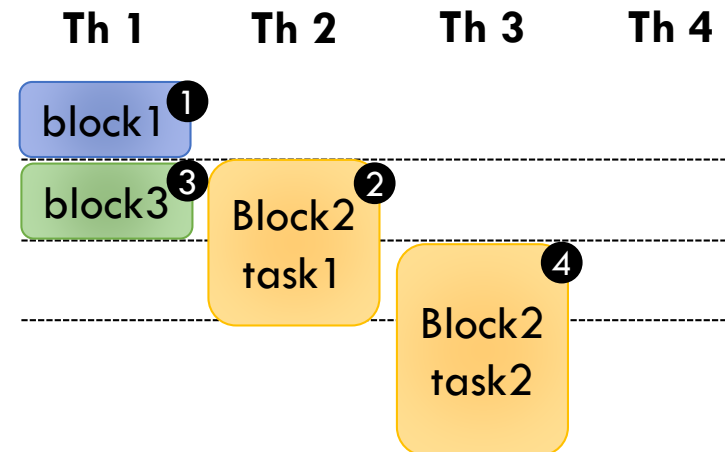 Th 1 Th 2 Th 3 Th 4
block1 1
block3 3
Block2 2
task1
Block2 4
task2